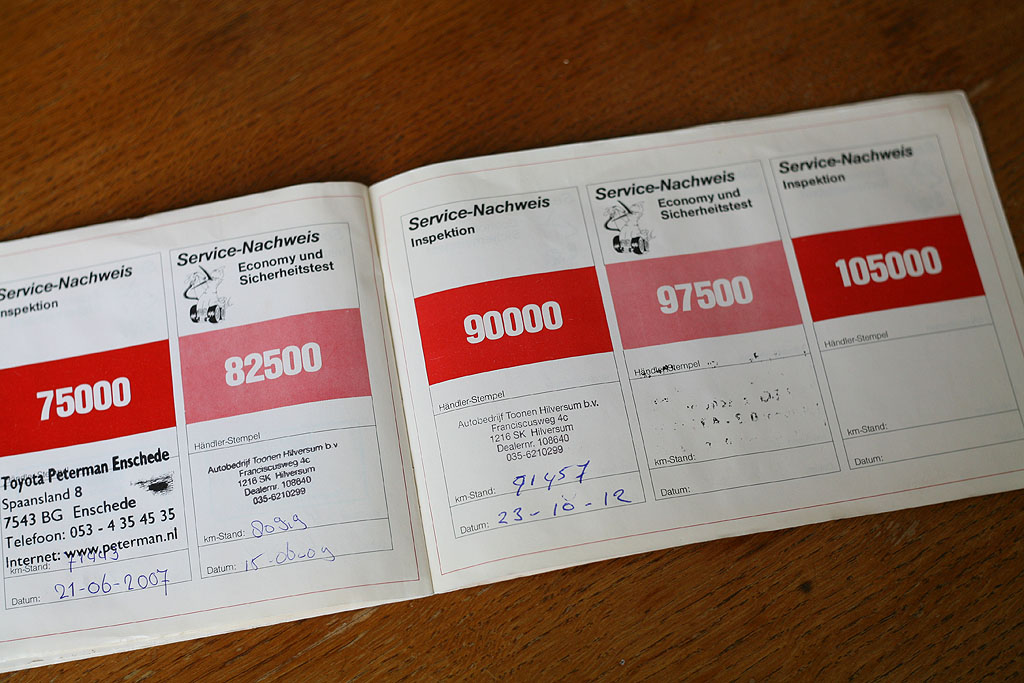 Service-Nachweis
Inspektion
75000
Toyota Peterman Enschede
Spaansland 8
7543 BG Enschede
Telefoon: 053 - 4 35 45 35
Internet: www.peterman.nl
km-Stand: 71943
Datum: 21-06-2007
Service-Nachweis
Economy und
Sicherheitstest
82500
Händler-Stempel
Autobedrijf Toonen Hilversum b.v
Franciscusweg 4c
1216 SK Hilversum
Dealernr. 108640
035-6210299
km-Stand:
Datum:
Service-Nachweis
Inspektion
90000
Händler-Stempel
Autobedrijf Toonen Hilversum b.v.
Franciscusweg 4c
1216 SK Hilversum
Dealernr. 108640
035-6210299
km-Stand: 91457
Datum: 23-10-12
Service-Nachweis
Economy und
Sicherheitstest
97500
Händler-Stempel
km-Stand:
Datum:
Service-Nachweis
Inspektion
105000
Händler-Stempel
km-Stand:
Datum: